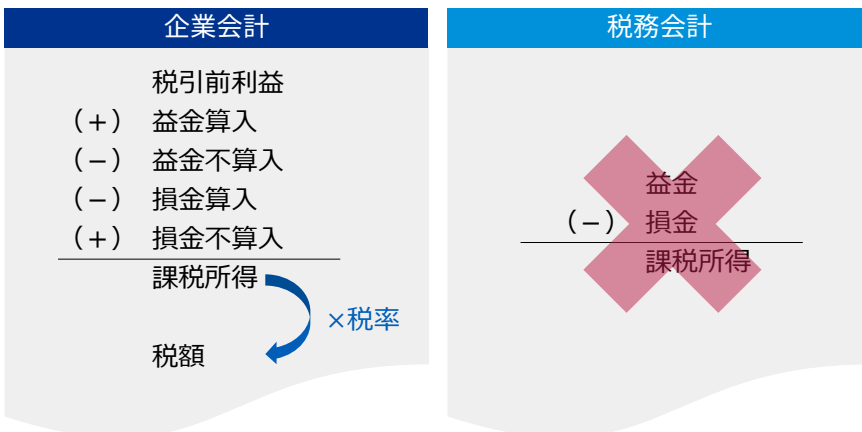 企業会計
税引前利益
（+） 益金算入
（−） 益金不算入
（−） 損金算入
（+） 損金不算入
課税所得
×税率
税額
税務会計
益金
（−） 損金
課税所得